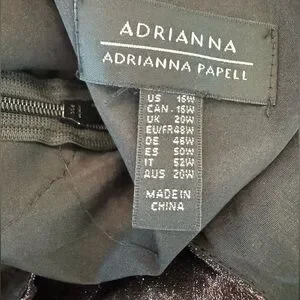 ADRIANNA
ADRIANNA PAPELL
US 16W
CAN. 16W
UK 20W
EU/FR 48W
DE 46W
ES 50W
IT 52W
AUS 20W
MADE IN
CHINA